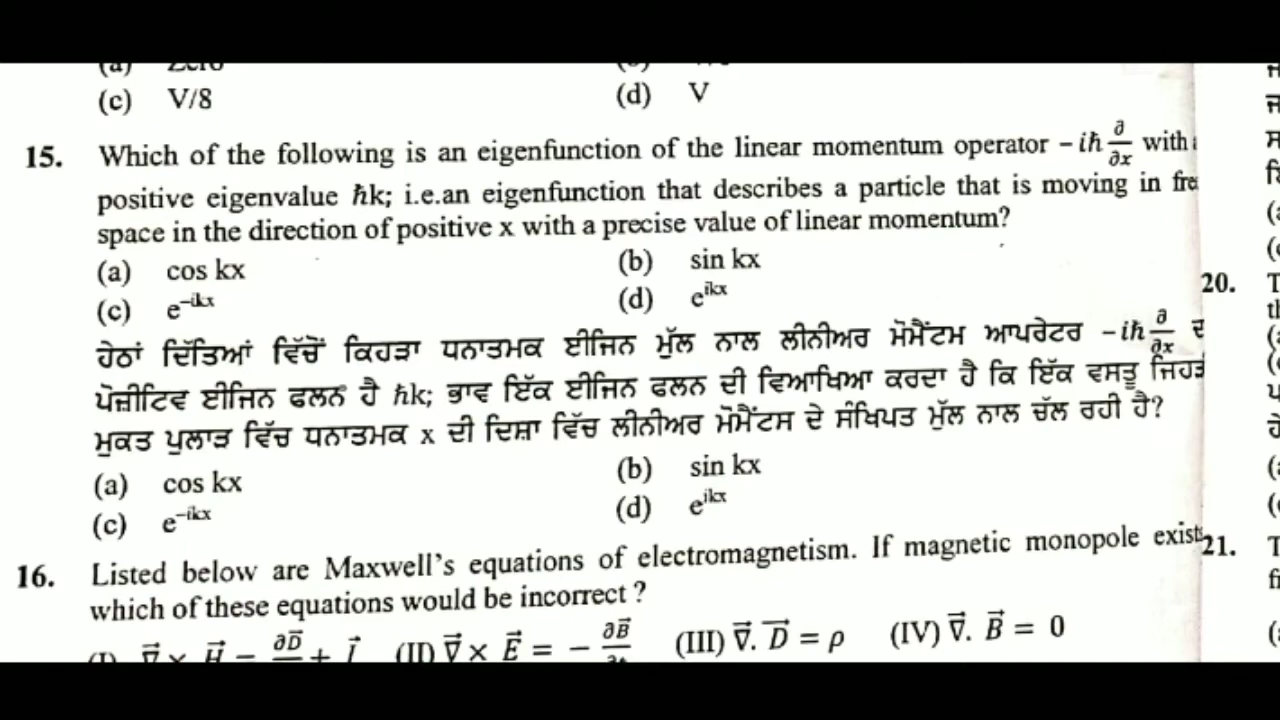 (c) V/8 (d) V
15. Which of the following is an eigenfunction of the linear momentum operator − iħ ∂/∂x with
positive eigenvalue ħk; i.e.an eigenfunction that describes a particle that is moving in
space in the direction of positive x with a precise value of linear momentum?
(a) cos kx (b) sin kx
(c) e^−ikx (d) e^ikx
ਹੇਠਾਂ ਦਿੱਤਿਆਂ ਵਿੱਚੋਂ ਕਿਹੜਾ ਧਨਾਤਮਕ ਈਜਿਨ ਮੁੱਲ ਨਾਲ ਲੀਨੀਅਰ ਮੋਮੈਂਟਮ ਆਪਰੇਟਰ −iħ ∂/∂x
ਪੋਜ਼ੀਟਿਵ ਈਜਿਨ ਫਲਨ ਹੈ ħk; ਭਾਵ ਇੱਕ ਈਜਿਨ ਫਲਨ ਦੀ ਵਿਆਖਿਆ ਕਰਦਾ ਹੈ ਕਿ ਇੱਕ ਵਸਤੂ
ਮੁਕਤ ਪੁਲਾੜ ਵਿੱਚ ਧਨਾਤਮਕ x ਦੀ ਦਿਸ਼ਾ ਵਿੱਚ ਲੀਨੀਅਰ ਮੋਮੈਂਟਸ ਦੇ ਸੰਖਿਪਤ ਮੁੱਲ ਨਾਲ ਚੱਲ ਰਹੀ ਹੈ?
(a) cos kx (b) sin kx
(c) e^−ikx (d) e^ikx
16. Listed below are Maxwell's equations of electromagnetism. If magnetic monopole
which of these equations would be incorrect ?
(II) ∇⃗ × E⃗ = − ∂B⃗ (III) ∇⃗. D⃗ = ρ (IV) ∇⃗. B⃗ = 0
20.
21.